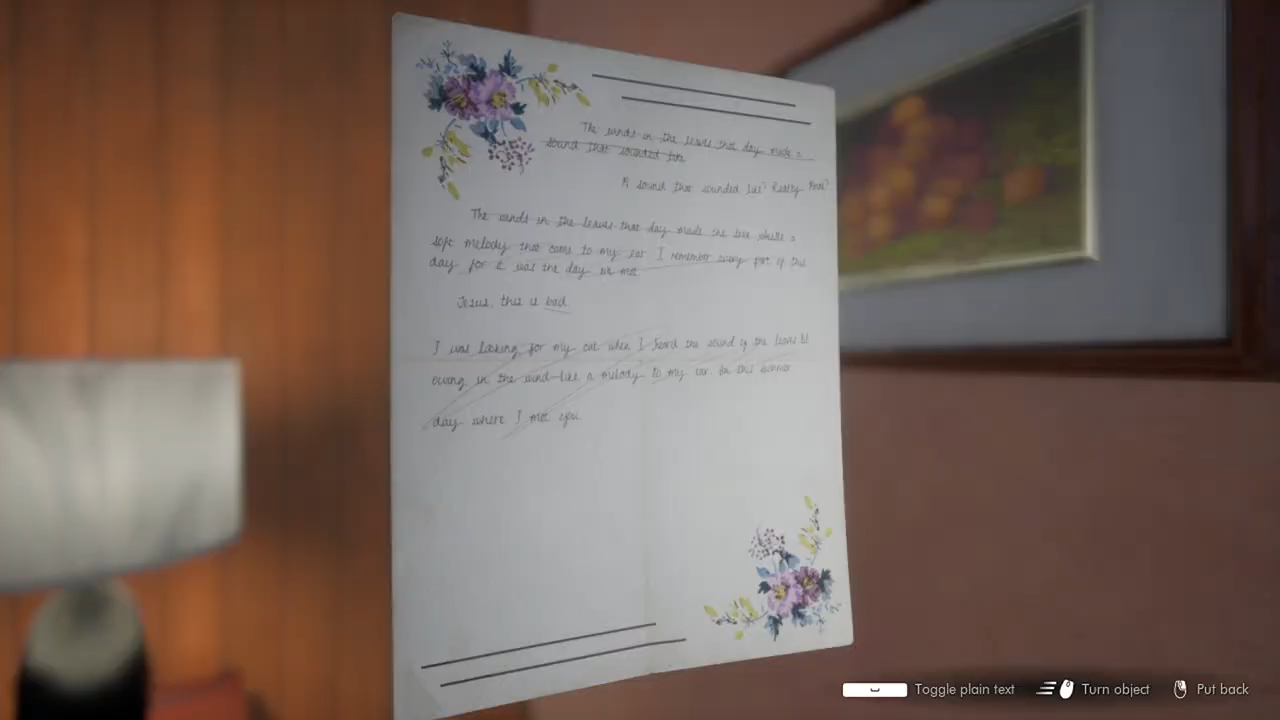 The winds in the leaves that day made a
sound that sounded like
A sound that sounded like? Really
The winds in the leaves that day made the tree whistle a
soft melody that came to my ear. I remember every part of this
day for it was the day we met
Jesus, this is bad.
I was looking for my cat when I heard the sound of the leaves bl
owing in the wind-like a melody to my ear. On this summer
day where I met you
Toggle plain text
Turn object
Put back